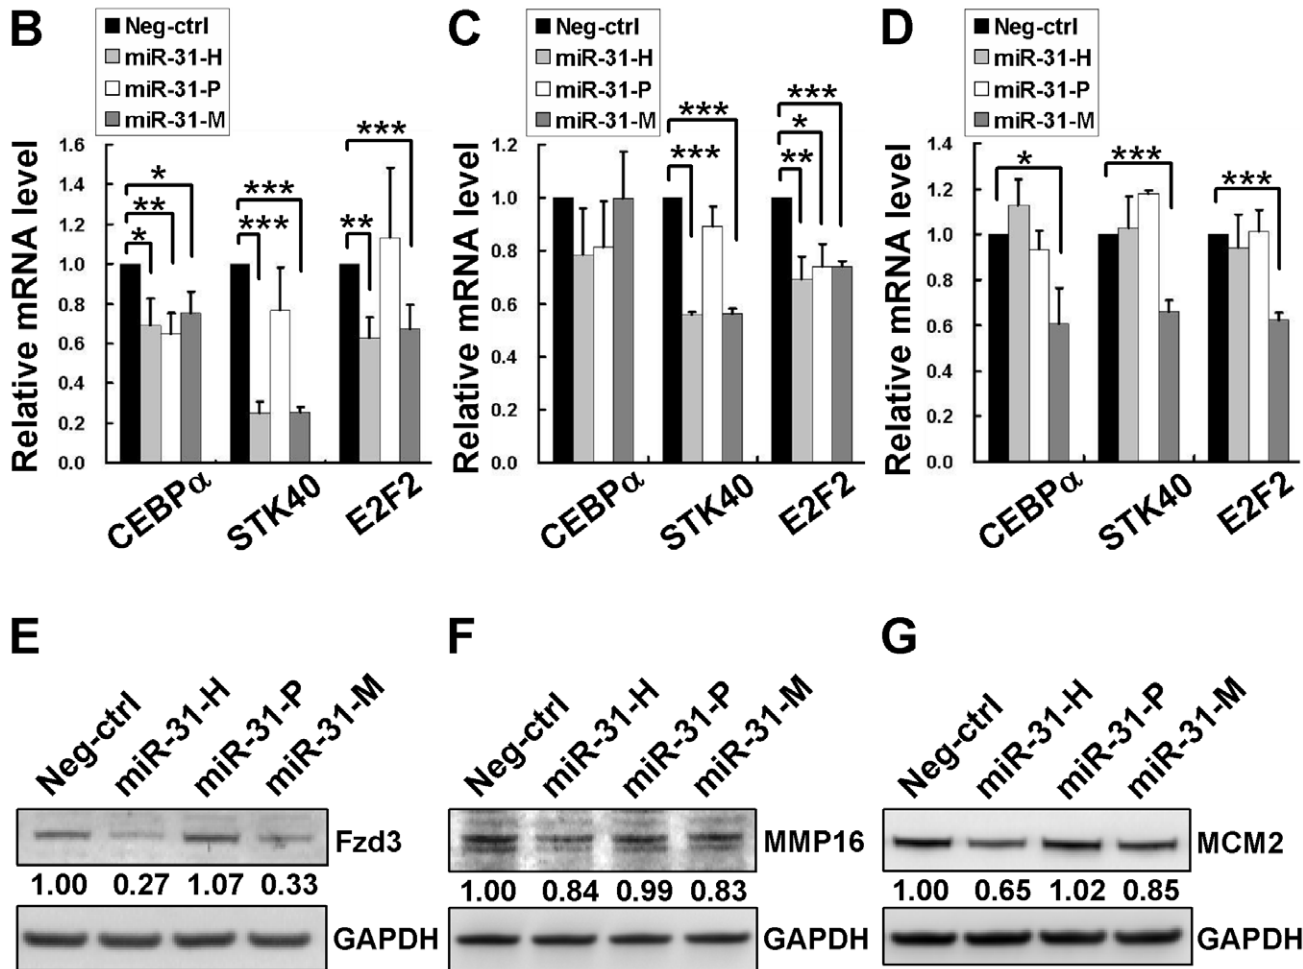 B
Neg-ctrl
miR-31-H
miR-31-P
miR-31-M
Relative mRNA level
1.6
1.4
1.2
1.0
0.8
0.6
0.4
0.2
0.0
*
**
*
***
***
***
**
CEBPα
STK40
E2F2
C
Neg-ctrl
miR-31-H
miR-31-P
miR-31-M
Relative mRNA level
1.2
1.0
0.8
0.6
0.4
0.2
0.0
***
***
***
*
**
CEBPα
STK40
E2F2
D
Neg-ctrl
miR-31-H
miR-31-P
miR-31-M
Relative mRNA level
1.4
1.2
1.0
0.8
0.6
0.4
0.2
0.0
*
***
***
CEBPα
STK40
E2F2
E
Neg-ctrl
miR-31-H
miR-31-P
miR-31-M
Fzd3
1.00 0.27 1.07 0.33
GAPDH
F
Neg-ctrl
miR-31-H
miR-31-P
miR-31-M
MMP16
1.00 0.84 0.99 0.83
GAPDH
G
Neg-ctrl
miR-31-H
miR-31-P
miR-31-M
MCM2
1.00 0.65 1.02 0.85
GAPDH